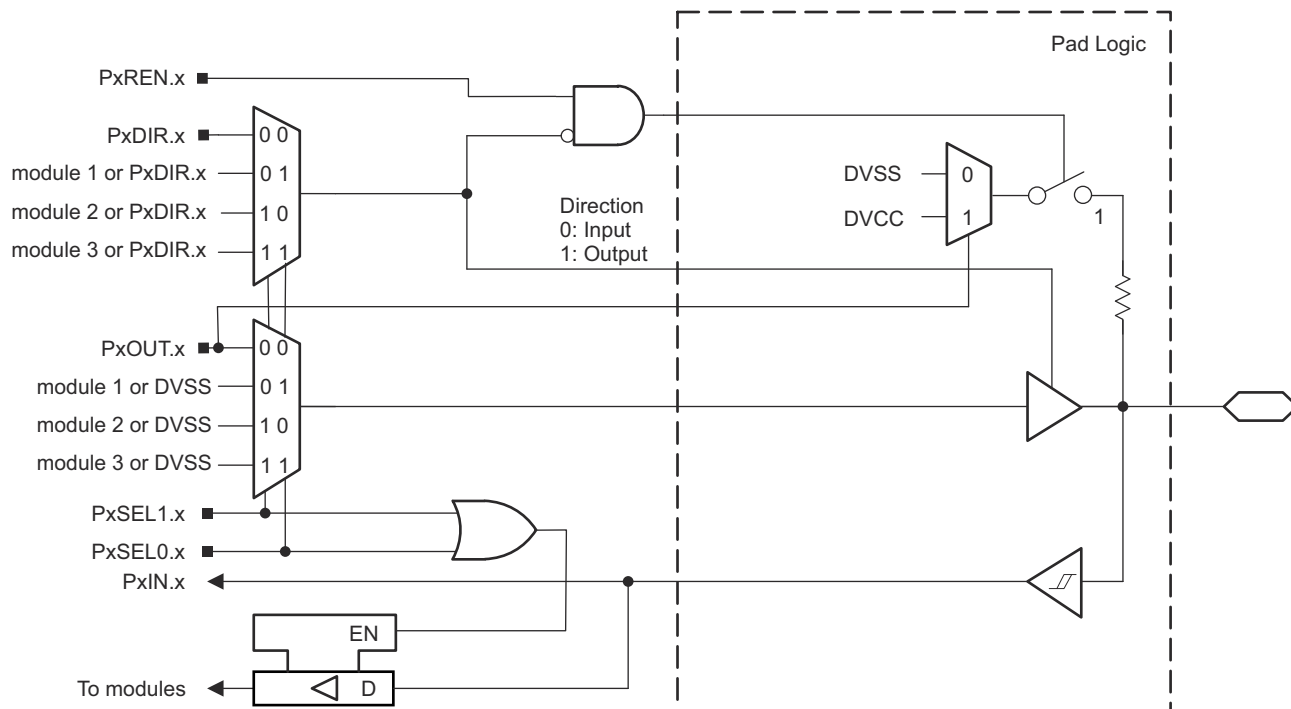 Pad Logic
PxREN.x
PxDIR.x
0 0
module 1 or PxDIR.x
0 1
module 2 or PxDIR.x
1 0
module 3 or PxDIR.x
1 1
Direction
0: Input
1: Output
DVSS
0
DVCC
1
1
PxOUT.x
0 0
module 1 or DVSS
0 1
module 2 or DVSS
1 0
module 3 or DVSS
1 1
PxSEL1.x
PxSEL0.x
PxIN.x
EN
To modules
D